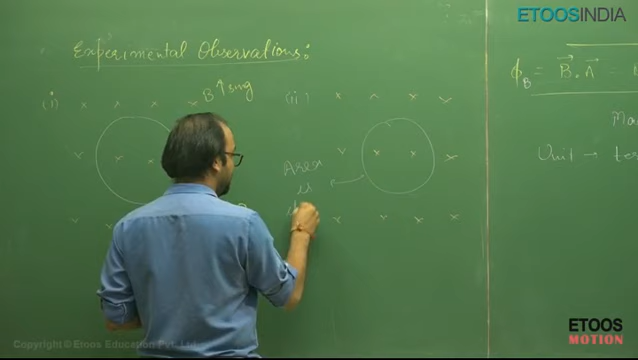 ETOOSINDIA
Experimental Observations:
(i) x x x x B↑sing
(ii) x x x x
x x x
Area is
x x x x
x x x x
ϕB = B⃗.A⃗ =
Unit →
Copyright © Etoos Education Pvt. Ltd.
ETOOS
MOTION